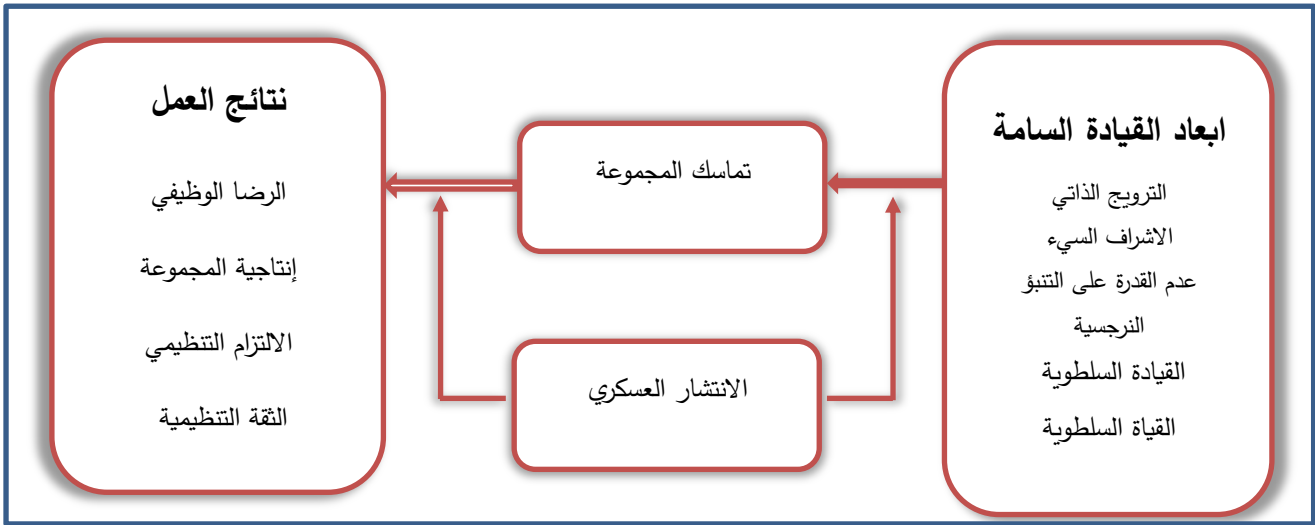 ابعاد القيادة السامة
الترويج الذاتي
الاشراف السيء
عدم القدرة على التنبؤ
النرجسية
القيادة السلطوية
القياة السلطوية
تماسك المجموعة
الانتشار العسكري
نتائج العمل
الرضا الوظيفي
إنتاجية المجموعة
الالتزام التنظيمي
الثقة التنظيمية